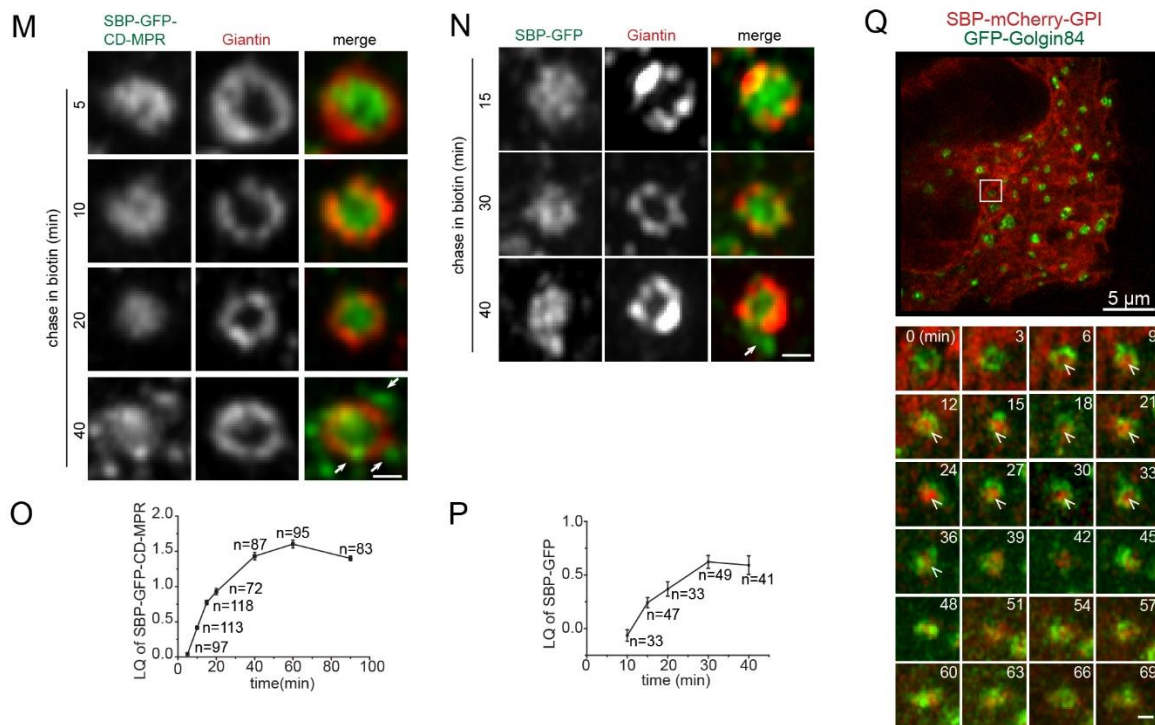 M
SBP-GFP-
CD-MPR
Giantin
merge
chase in biotin (min)
5
10
20
40
N
SBP-GFP
Giantin
merge
chase in biotin (min)
15
30
40
O
LQ of SBP-GFP-CD-MPR
2.0
1.5
1.0
0.5
0.0
n=97
n=113
n=118
n=72
n=87
n=95
n=83
0 20 40 60 80 100
time(min)
P
LQ of SBP-GFP
1.0
0.5
0.0
n=33
n=47
n=33
n=49
n=41
0 10 20 30 40
time (min)
Q
SBP-mCherry-GPI
GFP-Golgin84
5 µm
0 (min) 3 6 9
12 15 18 21
24 27 30 33
36 39 42 45
48 51 54 57
60 63 66 69